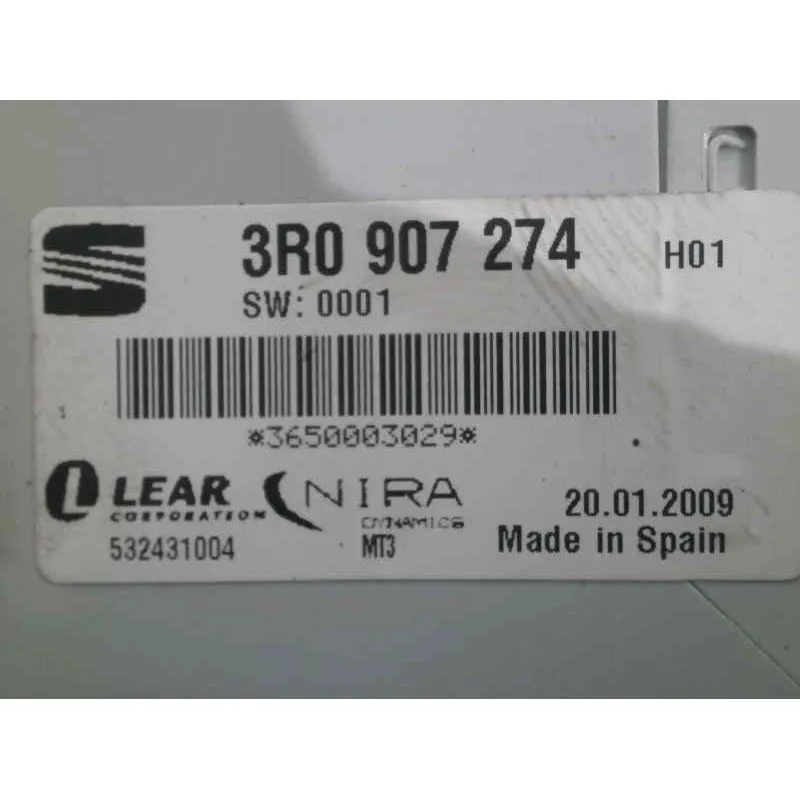 3R0 907 274 H01
SW: 0001
*3650003029*
LEAR NIRA
CORPORATION DYNAMICS
20.01.2009
532431004 MT3 Made in Spain